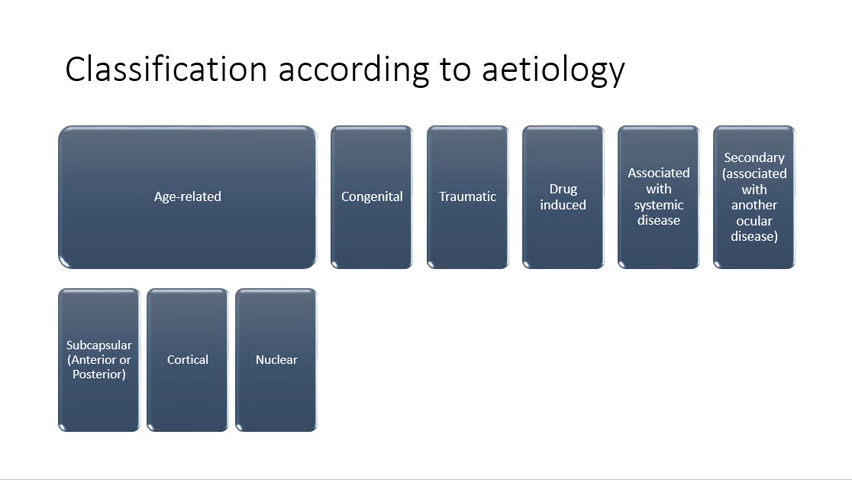 Classification according to aetiology
Age-related
Congenital
Traumatic
Drug
induced
Associated
with
systemic
disease
Secondary
(associated
with
another
ocular
disease)
Subcapsular
(Anterior or
Posterior)
Cortical
Nuclear